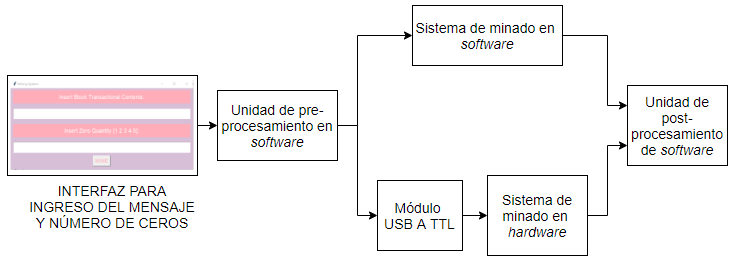 Insert Block Transactional Contents
Insert Zero Quantity [1 2 3 4 5]
INTERFAZ PARA
INGRESO DEL MENSAJE
Y NÚMERO DE CEROS
Unidad de pre-
procesamiento en
software
Sistema de minado en
software
Módulo
USB A TTL
Sistema de
minado en
hardware
Unidad de
post-
procesamiento
de software